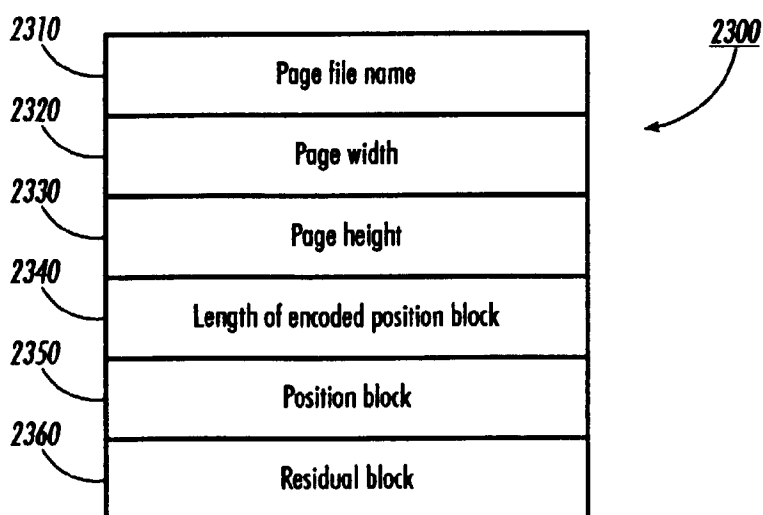 2310
2300
Page file name
2320
Page width
2330
Page height
2340
Length of encoded position block
2350
Position block
2360
Residual block